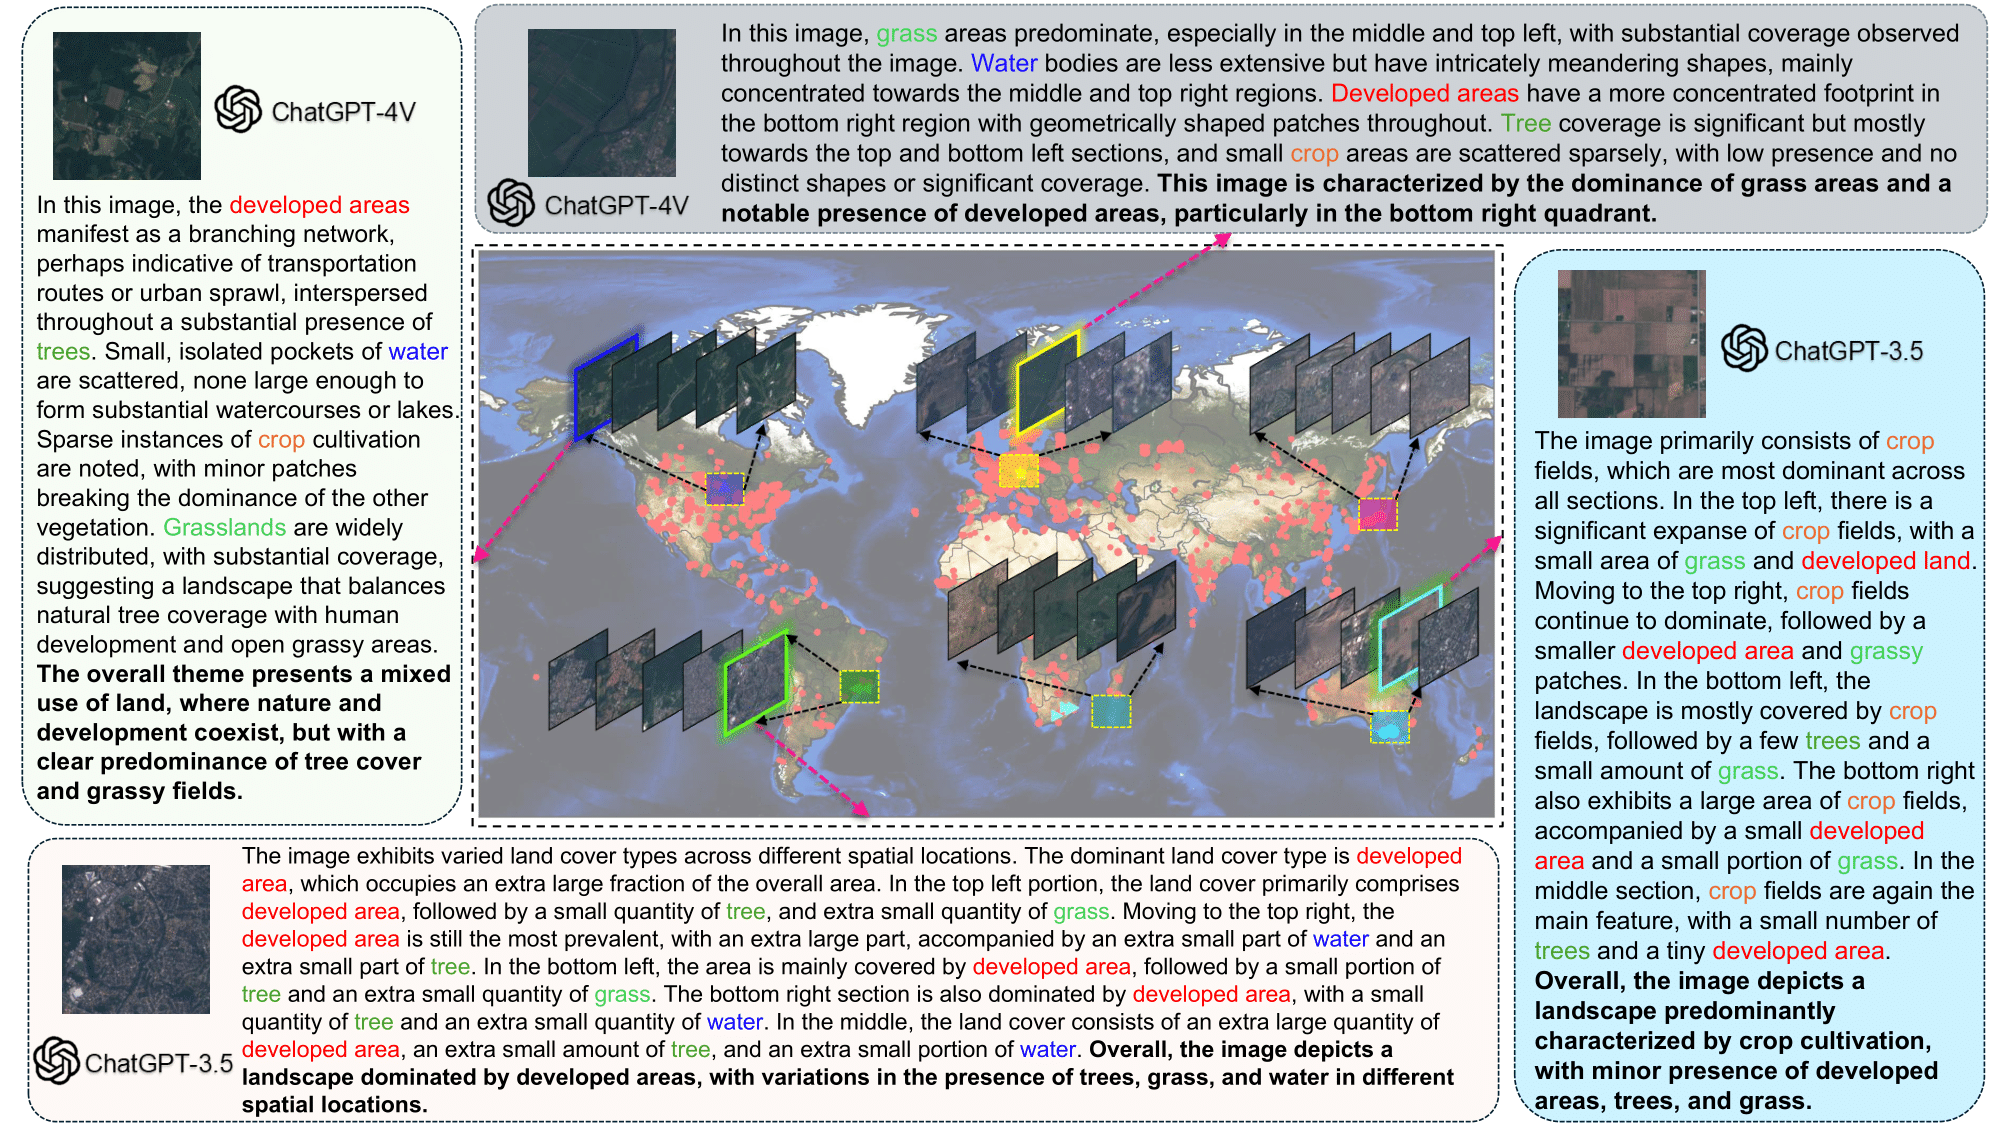 ChatGPT-4V
In this image, the developed areas
manifest as a branching network,
perhaps indicative of transportation
routes or urban sprawl, interspersed
throughout a substantial presence of
trees. Small, isolated pockets of water
are scattered, none large enough to
form substantial watercourses or lakes.
Sparse instances of crop cultivation
are noted, with minor patches
breaking the dominance of the other
vegetation. Grasslands are widely
distributed, with substantial coverage,
suggesting a landscape that balances
natural tree coverage with human
development and open grassy areas.
The overall theme presents a mixed
use of land, where nature and
development coexist, but with a
clear predominance of tree cover
and grassy fields.
ChatGPT-4V
In this image, grass areas predominate, especially in the middle and top left, with substantial coverage observed
throughout the image. Water bodies are less extensive but have intricately meandering shapes, mainly
concentrated towards the middle and top right regions. Developed areas have a more concentrated footprint in
the bottom right region with geometrically shaped patches throughout. Tree coverage is significant but mostly
towards the top and bottom left sections, and small crop areas are scattered sparsely, with low presence and no
distinct shapes or significant coverage. This image is characterized by the dominance of grass areas and a
notable presence of developed areas, particularly in the bottom right quadrant.
ChatGPT-3.5
The image primarily consists of crop
fields, which are most dominant across
all sections. In the top left, there is a
significant expanse of crop fields, with a
small area of grass and developed land.
Moving to the top right, crop fields
continue to dominate, followed by a
smaller developed area and grassy
patches. In the bottom left, the
landscape is mostly covered by crop
fields, followed by a few trees and a
small amount of grass. The bottom right
also exhibits a large area of crop fields,
accompanied by a small developed
area and a small portion of grass. In the
middle section, crop fields are again the
main feature, with a small number of
trees and a tiny developed area.
Overall, the image depicts a
landscape predominantly
characterized by crop cultivation,
with minor presence of developed
areas, trees, and grass.
ChatGPT-3.5
The image exhibits varied land cover types across different spatial locations. The dominant land cover type is developed
area, which occupies an extra large fraction of the overall area. In the top left portion, the land cover primarily comprises
developed area, followed by a small quantity of tree, and extra small quantity of grass. Moving to the top right, the
developed area is still the most prevalent, with an extra large part, accompanied by an extra small part of water and an
extra small part of tree. In the bottom left, the area is mainly covered by developed area, followed by a small portion of
tree and an extra small quantity of grass. The bottom right section is also dominated by developed area, with a small
quantity of tree and an extra small quantity of water. In the middle, the land cover consists of an extra large quantity of
developed area, an extra small amount of tree, and an extra small portion of water. Overall, the image depicts a
landscape dominated by developed areas, with variations in the presence of trees, grass, and water in different
spatial locations.